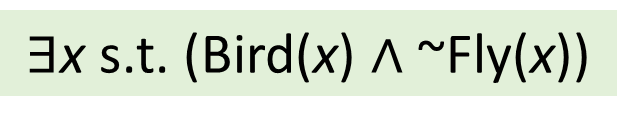 ∃x s.t. (Bird(x) ∧ ~Fly(x))